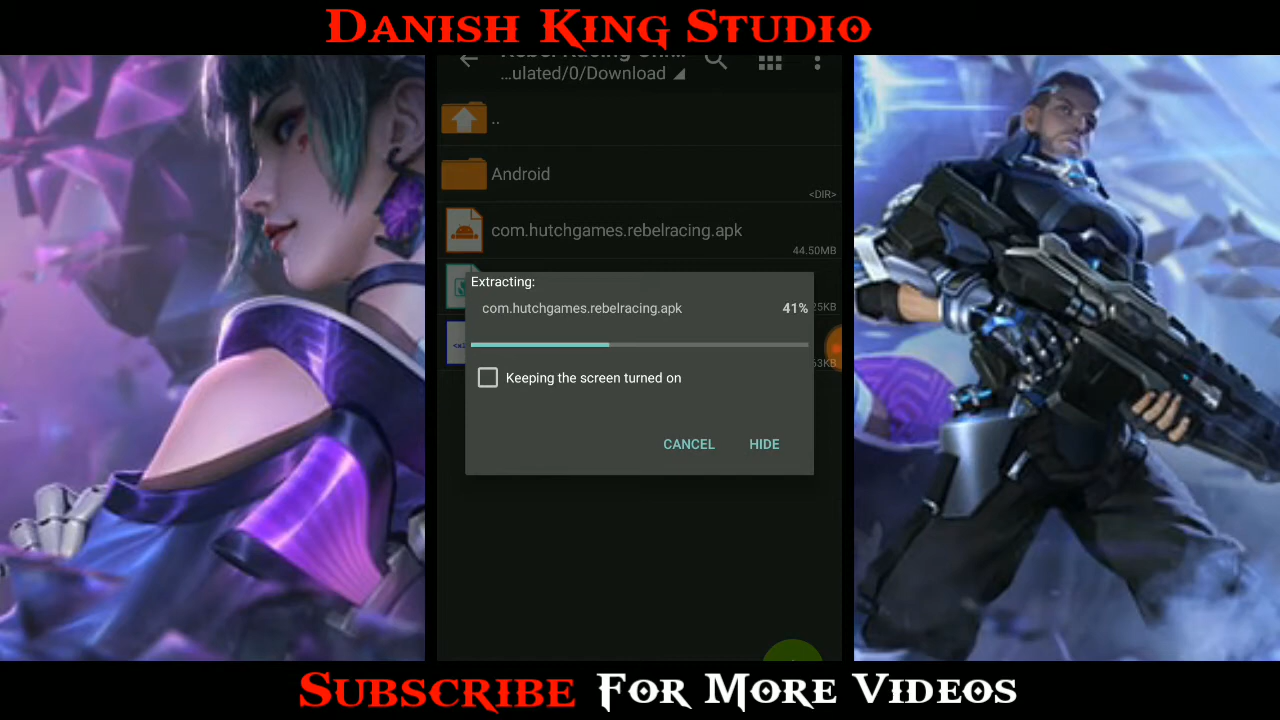 Danish King Studio
...ulated/0/Download
..
Android
<DIR>
com.hutchgames.rebelracing.apk
44.50MB
Extracting:
com.hutchgames.rebelracing.apk 41%
Keeping the screen turned on
CANCEL HIDE
Subscribe For More Videos